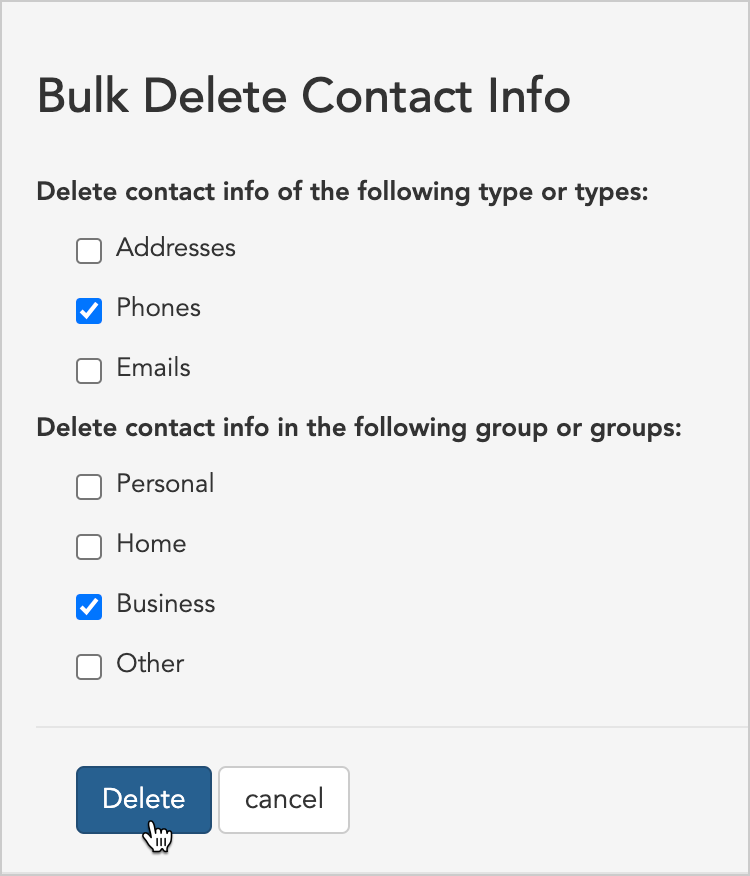 Bulk Delete Contact Info
Delete contact info of the following type or types:
Addresses
Phones
Emails
Delete contact info in the following group or groups:
Personal
Home
Business
Other
Delete cancel